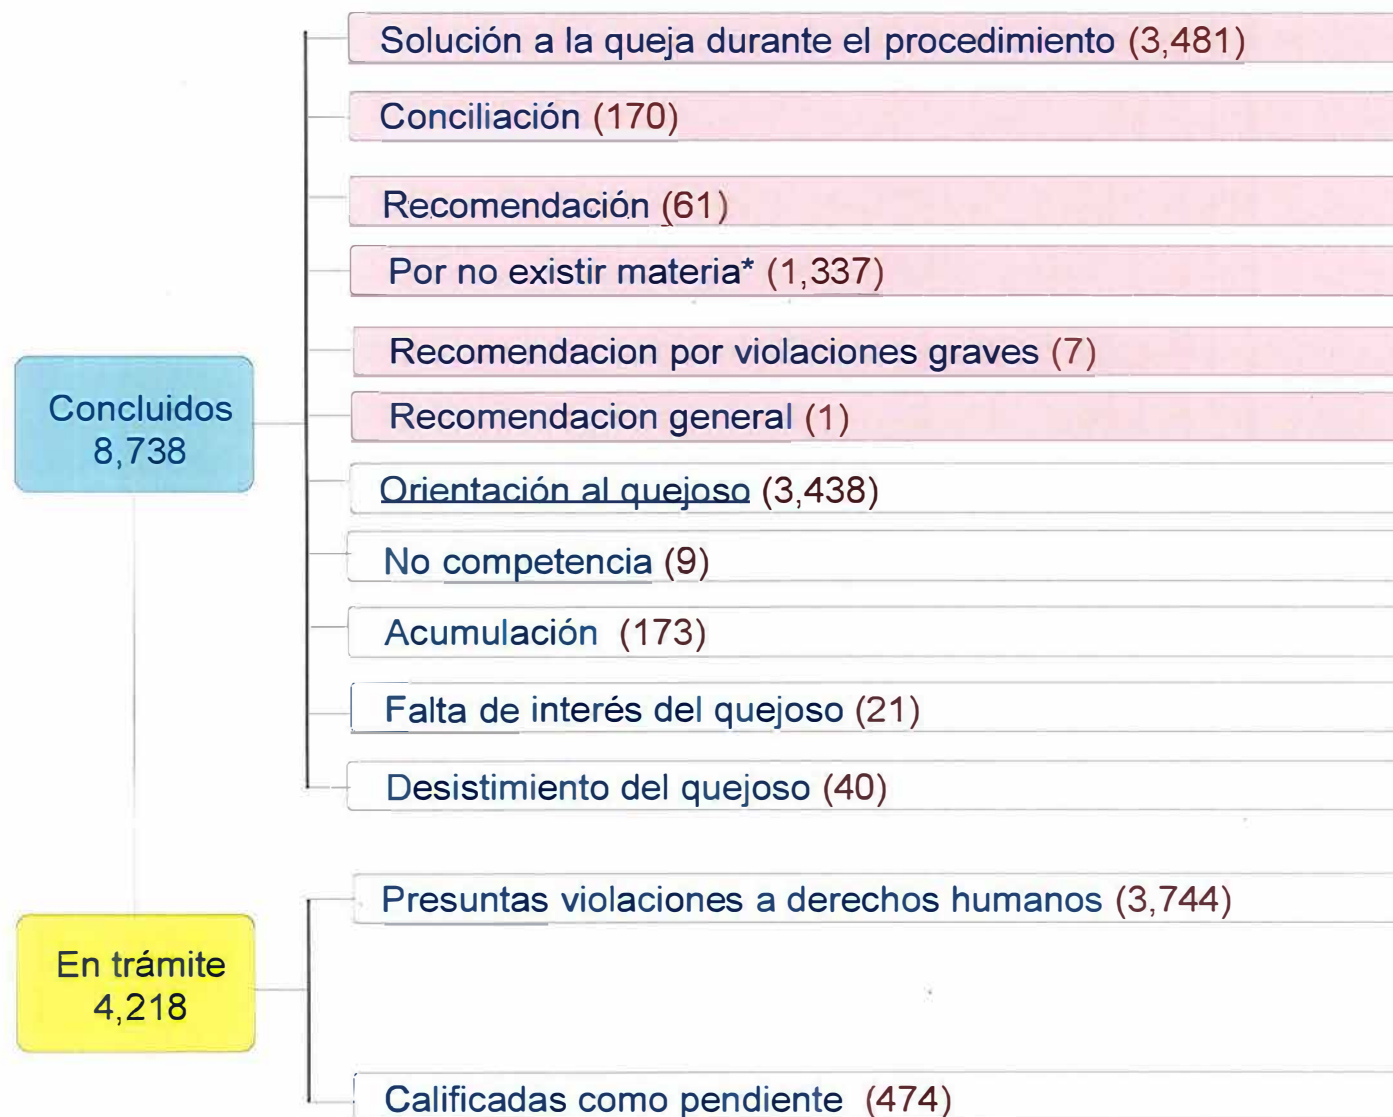 Solución a la queja durante el procedimiento (3,481)
Conciliación (170)
Recomendación (61)
Por no existir materia* (1,337)
Recomendacion por violaciones graves (7)
Recomendacion general (1)
Concluidos
8,738
Orientación al quejoso (3,438)
No competencia (9)
Acumulación (173)
Falta de interés del quejoso (21)
Desistimiento del quejoso (40)
Presuntas violaciones a derechos humanos (3,744)
En trámite
4,218
Calificadas como pendiente (474)